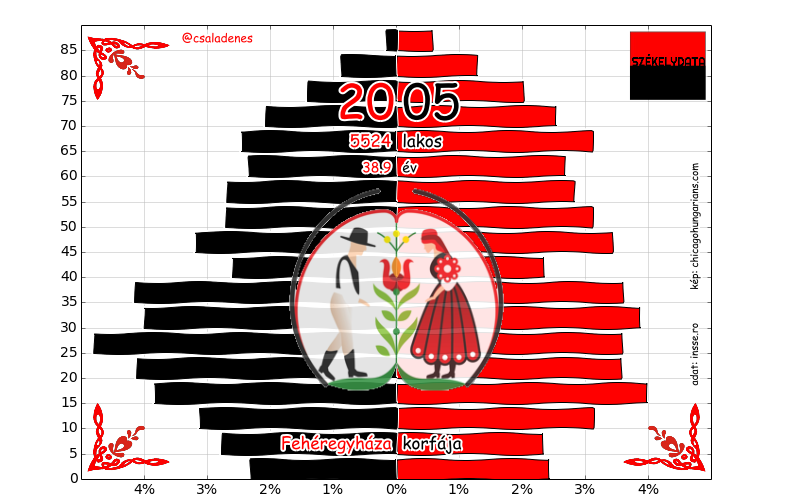 @csaladenes
SZÉKELYDATA
2005
5524 lakos
38.9 év
kép: chicagohungarians.com
adat: insse.ro
Fehéregyháza korfája
85
80
75
70
65
60
55
50
45
40
35
30
25
20
15
10
5
0
4% 3% 2% 1% 0% 1% 2% 3% 4%